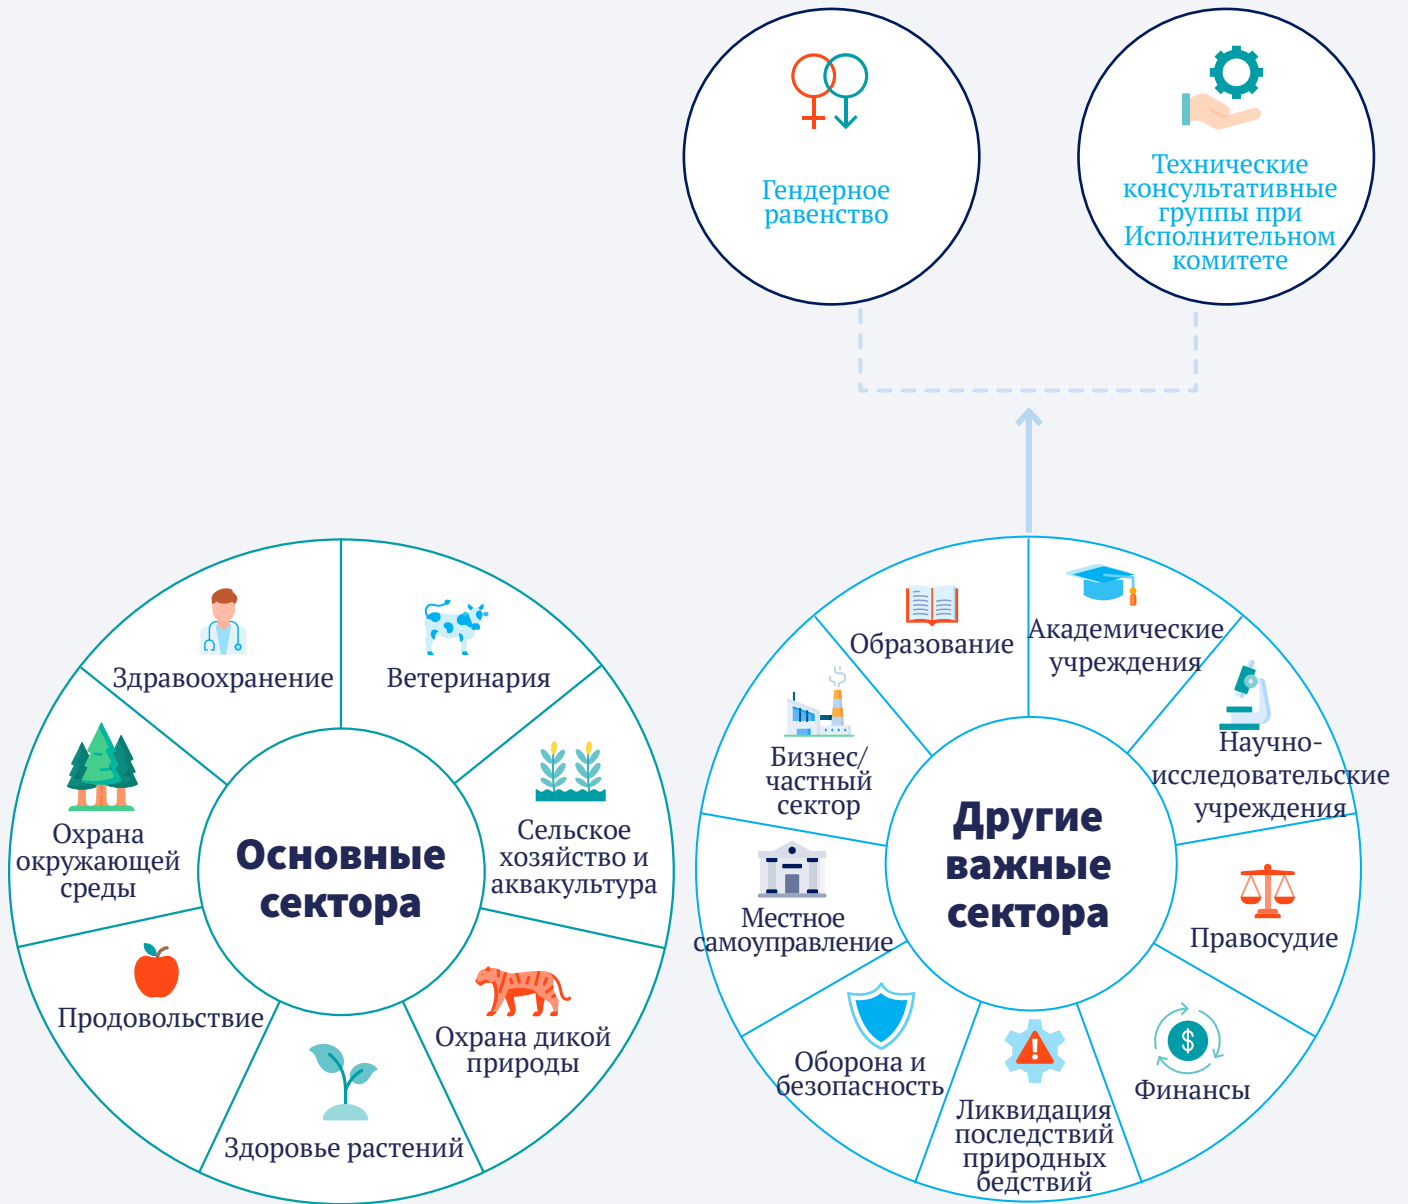 Гендерное
равенство
Технические
консультативные
группы при
Исполнительном
комитете
Основные
сектора
Здравоохранение
Ветеринария
Сельское
хозяйство и
аквакультура
Охрана дикой
природы
Здоровье растений
Продовольствие
Охрана
окружающей
среды
Другие
важные
сектора
Образование
Академические
учреждения
Научно-
исследовательские
учреждения
Правосудие
Финансы
$
Ликвидация
последствий
природных
бедствий
Оборона и
безопасность
Местное
самоуправление
Бизнес/
частный
сектор